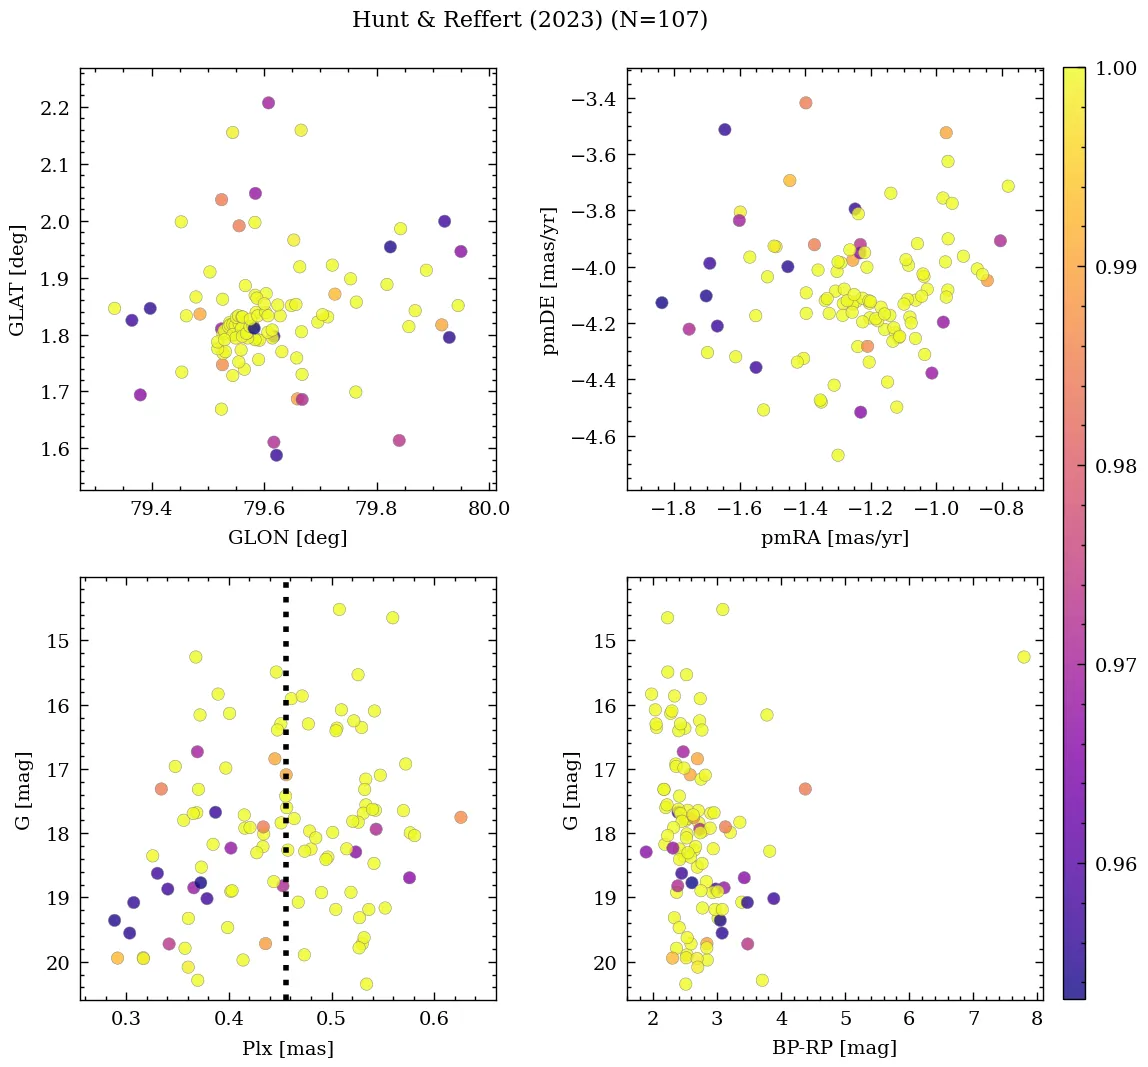 Hunt & Reffert (2023) (N=107)
2.2
2.1
2.0
1.9
1.8
1.7
1.6
GLAT [deg]
79.4 79.6 79.8 80.0
GLON [deg]
−3.4
−3.6
−3.8
−4.0
−4.2
−4.4
−4.6
pmDE [mas/yr]
−1.8 −1.6 −1.4 −1.2 −1.0 −0.8
pmRA [mas/yr]
1.00
0.99
0.98
0.97
0.96
15
16
17
18
19
20
G [mag]
0.3 0.4 0.5 0.6
Plx [mas]
15
16
17
18
19
20
G [mag]
2 3 4 5 6 7 8
BP-RP [mag]